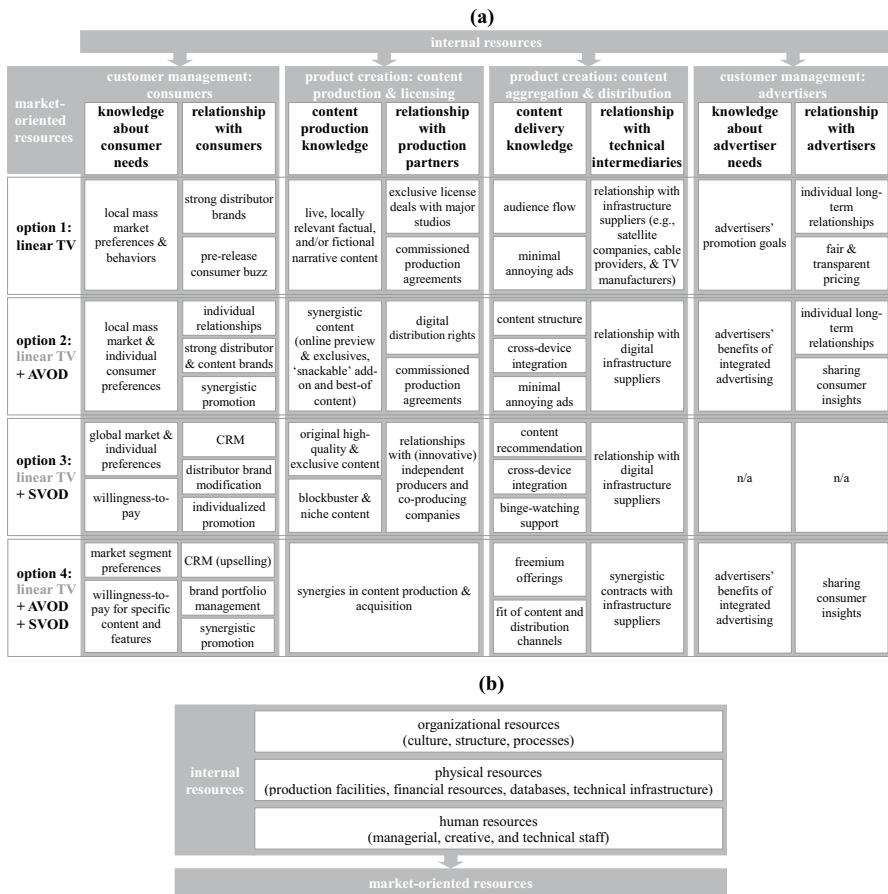 (a)
internal resources
market-
oriented
resources
customer management:
consumers
product creation: content
production & licensing
product creation: content
aggregation & distribution
customer management:
advertisers
knowledge
about
consumer
needs
relationship
with
consumers
content
production
knowledge
relationship
with
production
partners
content
delivery
knowledge
relationship
with
technical
intermediaries
knowledge
about
advertiser
needs
relationship
with
advertisers
option 1:
linear TV
local mass
market
preferences &
behaviors
strong distributor
brands
pre-release
consumer buzz
live, locally
relevant factual,
and/or fictional
narrative content
exclusive license
deals with major
studios
commissioned
production
agreements
audience flow
minimal
annoying ads
relationship with
infrastructure
suppliers (e.g.,
satellite
companies, cable
providers, & TV
manufacturers)
advertisers’
promotion goals
individual long-
term
relationships
fair &
transparent
pricing
option 2:
linear TV
+ AVOD
local mass
market &
individual
consumer
preferences
individual
relationships
strong distributor
& content brands
synergistic
promotion
synergistic
content
(online preview
& exclusives,
‘snackable’ add-
on and best-of
content)
digital
distribution rights
commissioned
production
agreements
content structure
cross-device
integration
minimal
annoying ads
relationship with
digital
infrastructure
suppliers
advertisers’
benefits of
integrated
advertising
individual long-
term
relationships
sharing
consumer
insights
option 3:
linear TV
+ SVOD
global market &
individual
preferences
willingness-to-
pay
CRM
distributor brand
modification
individualized
promotion
original high-
quality &
exclusive content
blockbuster &
niche content
relationships
with (innovative)
independent
producers and
co-producing
companies
content
recommendation
cross-device
integration
binge-watching
support
relationship with
digital
infrastructure
suppliers
n/a
n/a
option 4:
linear TV
+ AVOD
+ SVOD
market segment
preferences
willingness-to-
pay for specific
content and
features
CRM (upselling)
brand portfolio
management
synergistic
promotion
synergies in content production &
acquisition
freemium
offerings
fit of content and
distribution
channels
synergistic
contracts with
infrastructure
suppliers
advertisers’
benefits of
integrated
advertising
sharing
consumer
insights
(b)
internal
resources
organizational resources
(culture, structure, processes)
physical resources
(production facilities, financial resources, databases, technical infrastructure)
human resources
(managerial, creative, and technical staff)
market-oriented resources